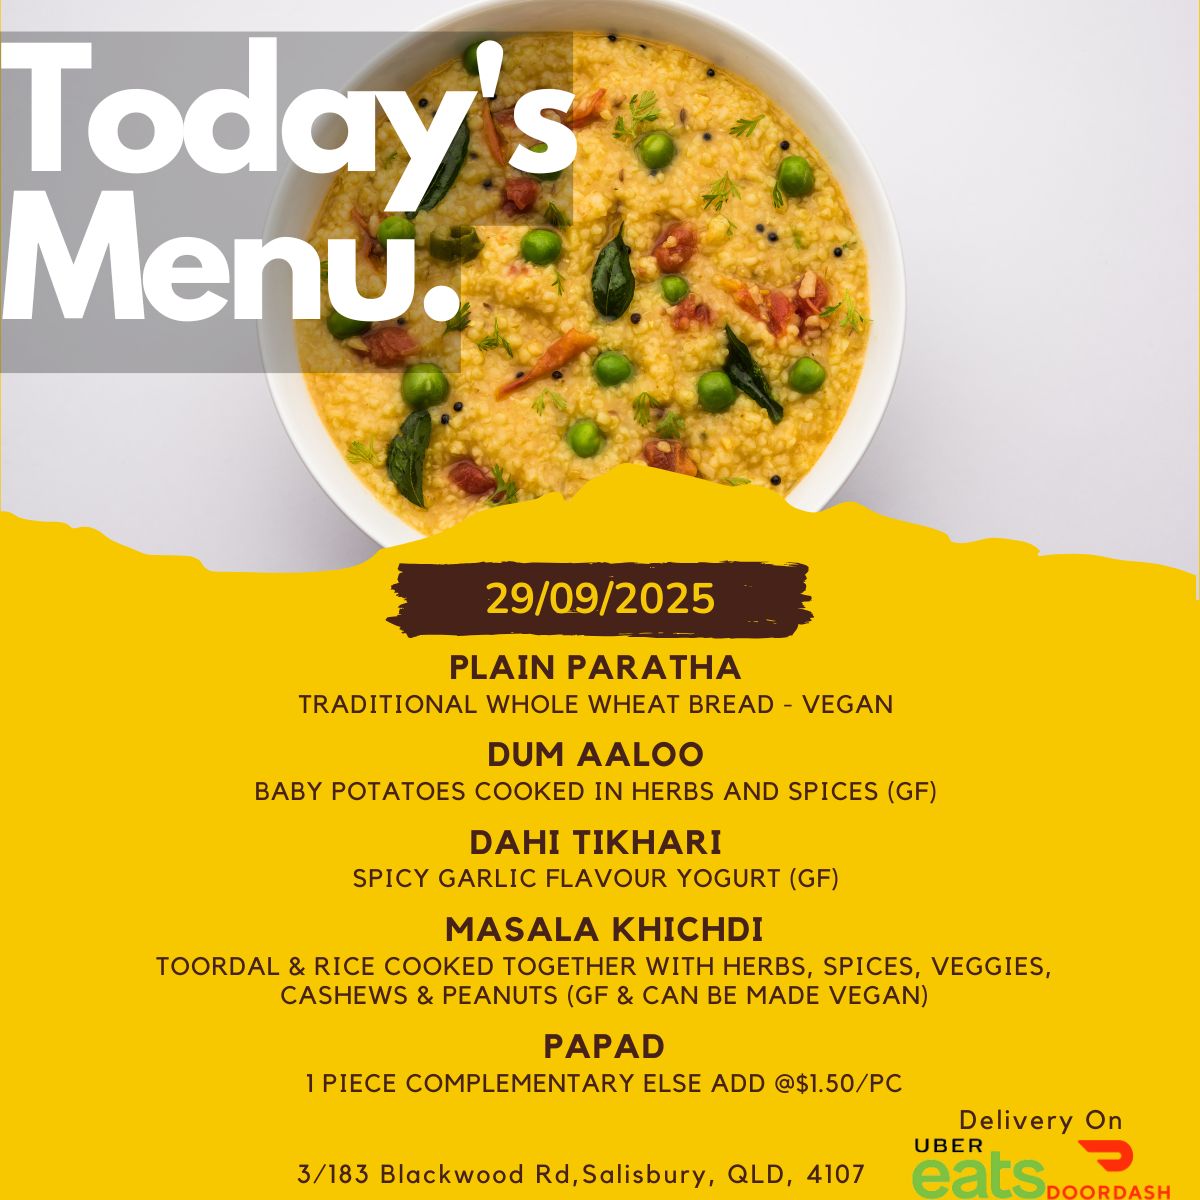 Today's
Menu.
29/09/2025
PLAIN PARATHA
TRADITIONAL WHOLE WHEAT BREAD - VEGAN
DUM AALOO
BABY POTATOES COOKED IN HERBS AND SPICES (GF)
DAHI TIKHARI
SPICY GARLIC FLAVOUR YOGURT (GF)
MASALA KHICHDI
TOORDAL & RICE COOKED TOGETHER WITH HERBS, SPICES, VEGGIES,
CASHEWS & PEANUTS (GF & CAN BE MADE VEGAN)
PAPAD
1 PIECE COMPLEMENTARY ELSE ADD @$1.50/PC
Delivery On
UBER
eats
DOORDASH
3/183 Blackwood Rd,Salisbury, QLD, 4107